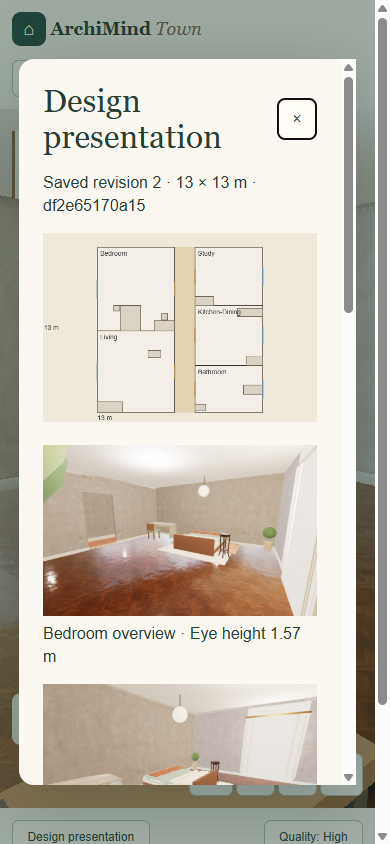 ArchiMind Town
Design
presentation
×
Saved revision 2 · 13 × 13 m ·
df2e65170a15
Bedroom
Study
Kitchen-Dining
13 m
Living
Bathroom
13 m
Bedroom overview · Eye height 1.57
m
Design presentation
Quality: High